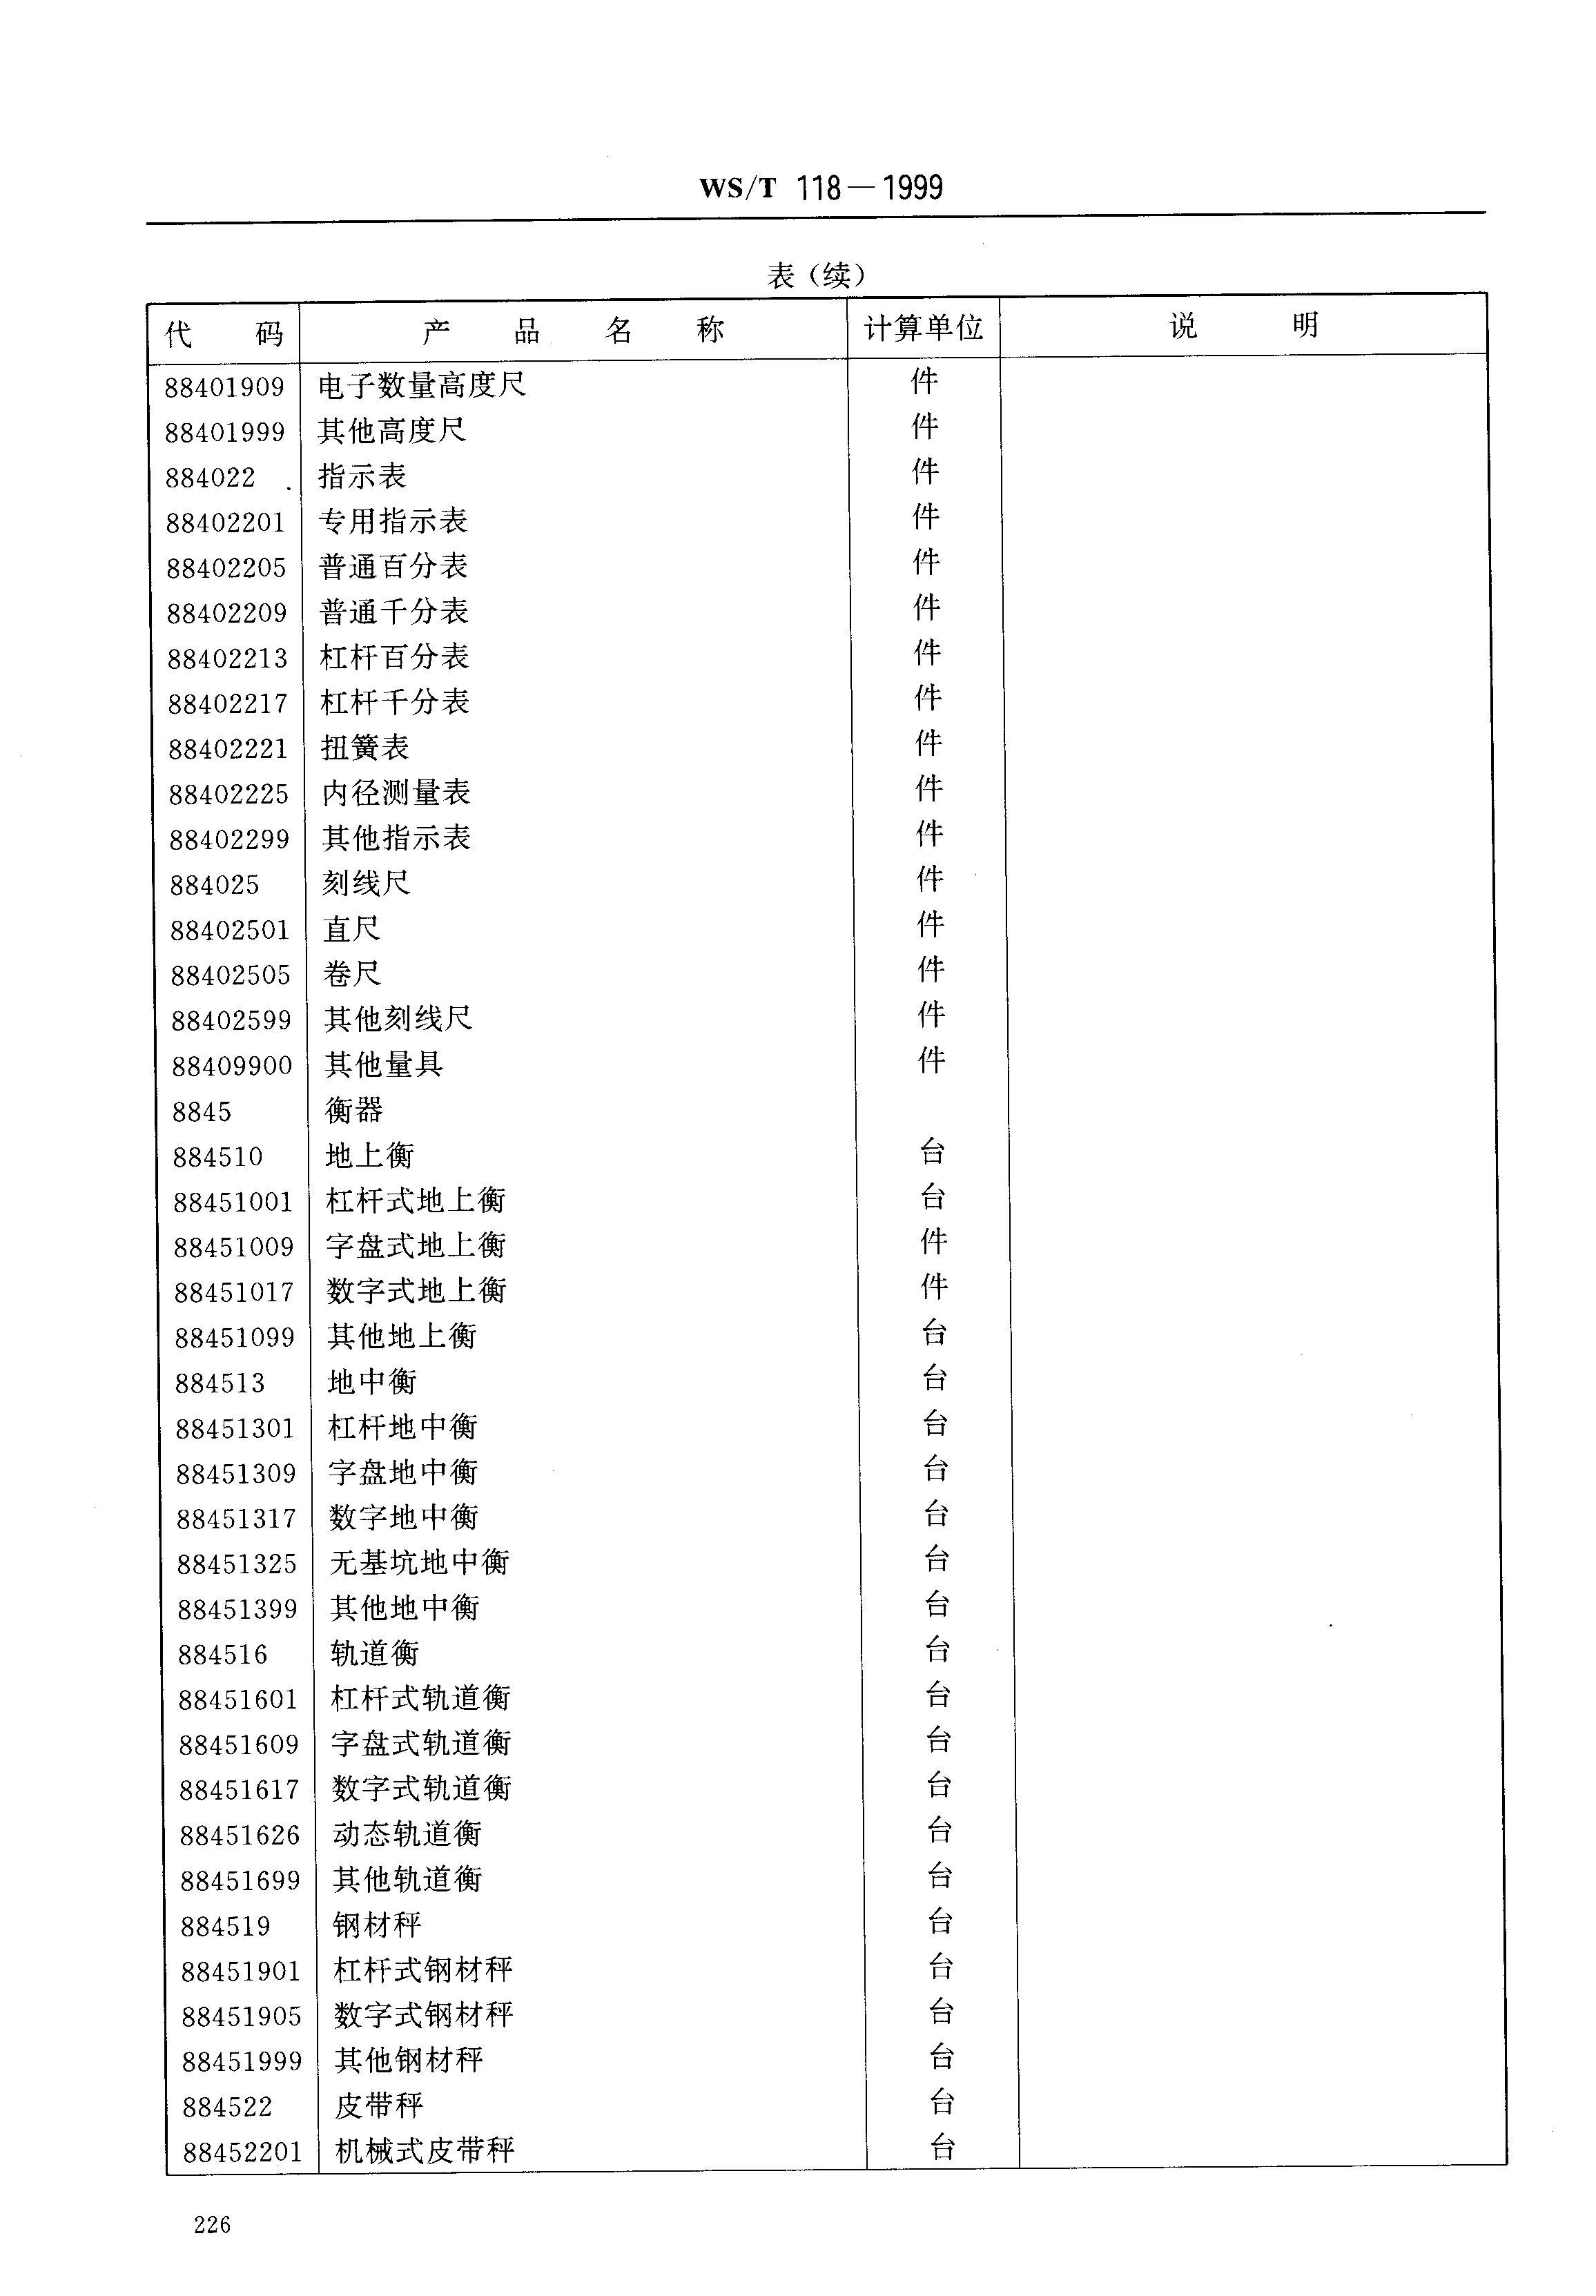 WS/T 118—1999
表（续）
代 码 产 品 名 称 计算单位 说 明
88401909 电子数量高度尺 件
88401999 其他高度尺 件
884022 指示表 件
88402201 专用指示表 件
88402205 普通百分表 件
88402209 普通千分表 件
88402213 杠杆百分表 件
88402217 杠杆千分表 件
88402221 扭簧表 件
88402225 内径测量表 件
88402299 其他指示表 件
884025 刻线尺 件
88402501 直尺 件
88402505 卷尺 件
88402599 其他刻线尺 件
88409900 其他量具 件
8845 衡器
884510 地上衡 台
88451001 杠杆式地上衡 台
88451009 字盘式地上衡 件
88451017 数字式地上衡 件
88451099 其他地上衡 台
884513 地中衡 台
88451301 杠杆地中衡 台
88451309 字盘地中衡 台
88451317 数字地中衡 台
88451325 无基坑地中衡 台
88451399 其他地中衡 台
884516 轨道衡 台
88451601 杠杆式轨道衡 台
88451609 字盘式轨道衡 台
88451617 数字式轨道衡 台
88451626 动态轨道衡 台
88451699 其他轨道衡 台
884519 钢材秤 台
88451901 杠杆式钢材秤 台
88451905 数字式钢材秤 台
88451999 其他钢材秤 台
884522 皮带秤 台
88452201 机械式皮带秤 台
226